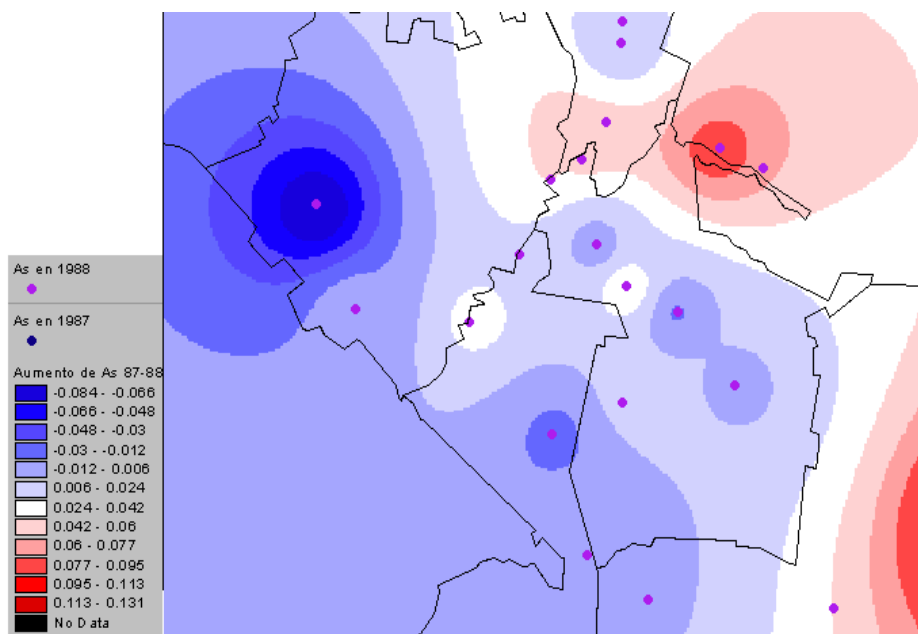 As en 1988
As en 1987
Aumento de As 87-88
-0.084 - -0.066
-0.066 - -0.048
-0.048 - -0.03
-0.03 - -0.012
-0.012 - 0.006
0.006 - 0.024
0.024 - 0.042
0.042 - 0.06
0.06 - 0.077
0.077 - 0.095
0.095 - 0.113
0.113 - 0.131
No Data